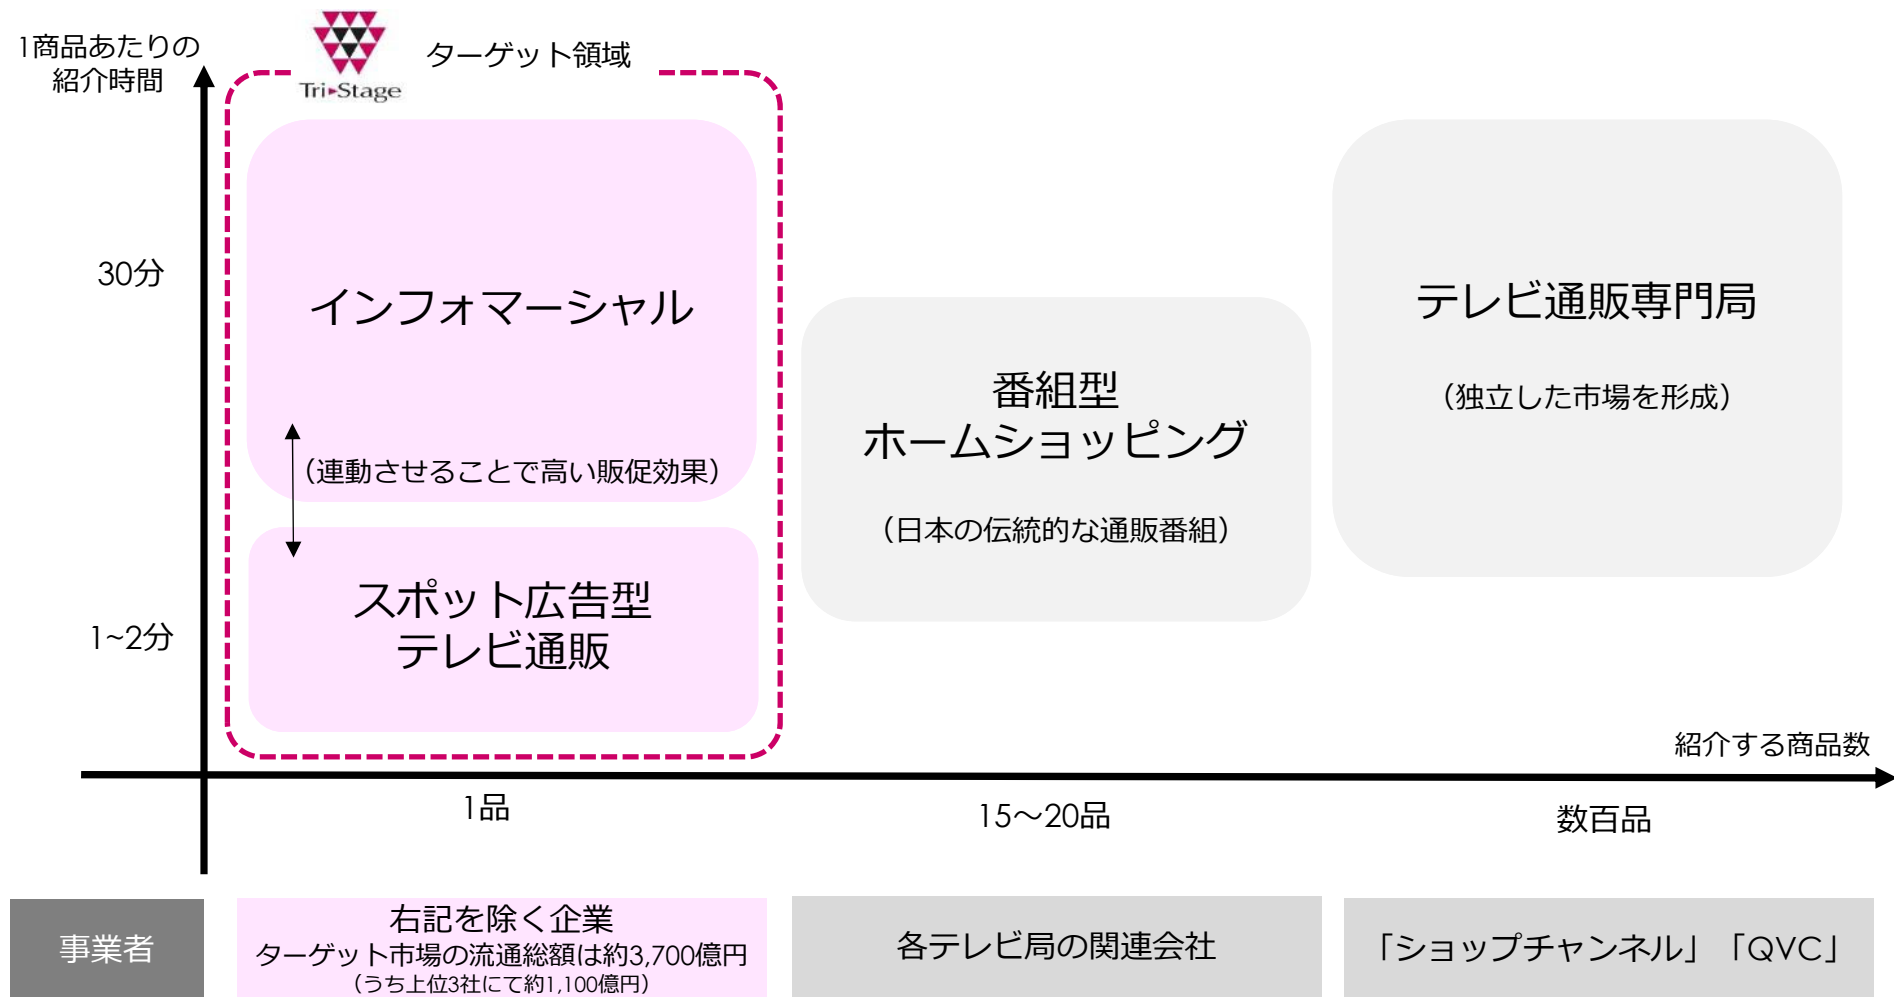 1商品あたりの
紹介時間
Tri-Stage
ターゲット領域
30分
1~2分
インフォマーシャル
（連動させることで高い販促効果）
スポット広告型
テレビ通販
番組型
ホームショッピング
（日本の伝統的な通販番組）
テレビ通販専門局
（独立した市場を形成）
紹介する商品数
1品
15～20品
数百品
事業者
右記を除く企業
ターゲット市場の流通総額は約3,700億円
（うち上位3社にて約1,100億円）
各テレビ局の関連会社
「ショップチャンネル」「QVC」